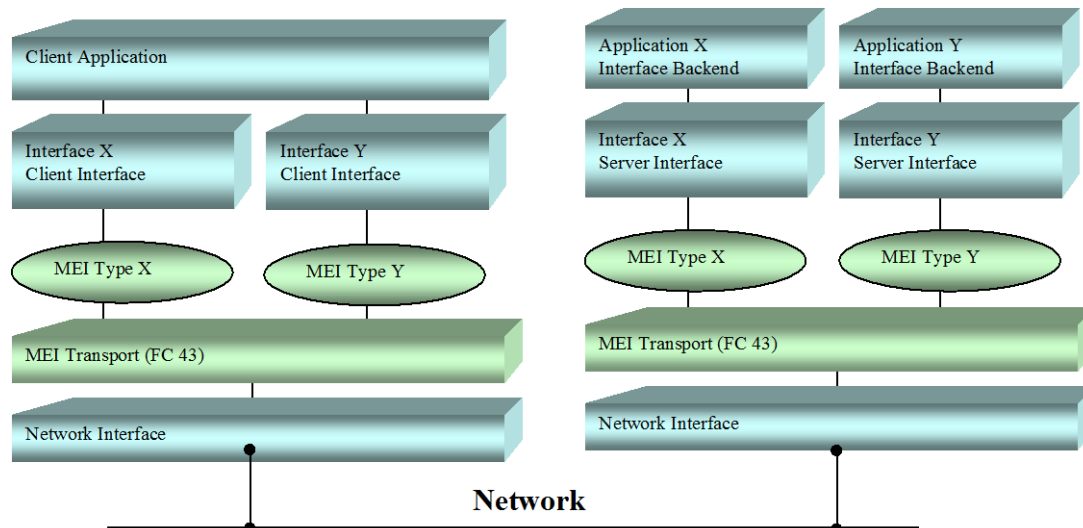 Client Application
Interface X
Client Interface
Interface Y
Client Interface
MEI Type X
MEI Type Y
MEI Transport (FC 43)
Network Interface
Application X
Interface Backend
Application Y
Interface Backend
Interface X
Server Interface
Interface Y
Server Interface
MEI Type X
MEI Type Y
MEI Transport (FC 43)
Network Interface
Network